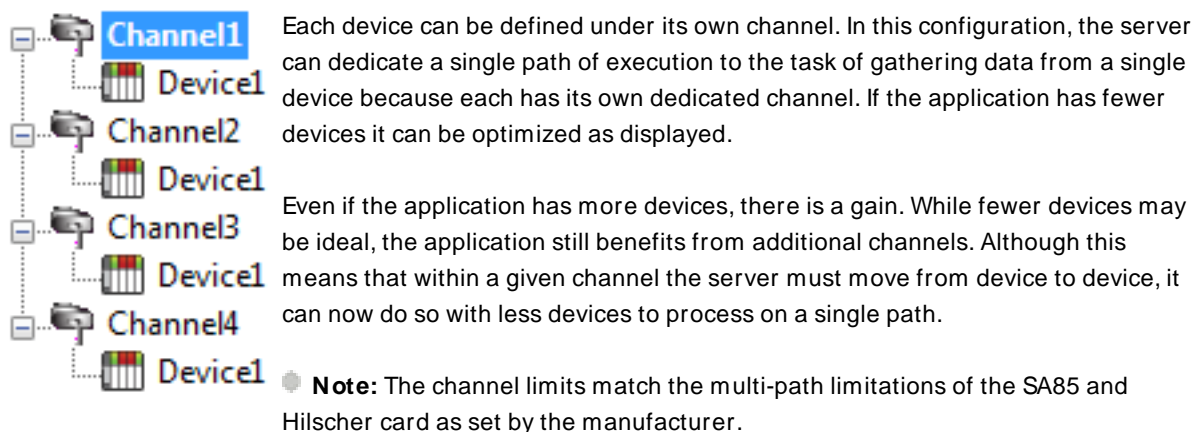 Channel1
Device1
Channel2
Device1
Channel3
Device1
Channel4
Device1
Each device can be defined under its own channel. In this configuration, the server
can dedicate a single path of execution to the task of gathering data from a single
device because each has its own dedicated channel. If the application has fewer
devices it can be optimized as displayed.
Even if the application has more devices, there is a gain. While fewer devices may
be ideal, the application still benefits from additional channels. Although this
means that within a given channel the server must move from device to device, it
can now do so with less devices to process on a single path.
Note: The channel limits match the multi-path limitations of the SA85 and
Hilscher card as set by the manufacturer.